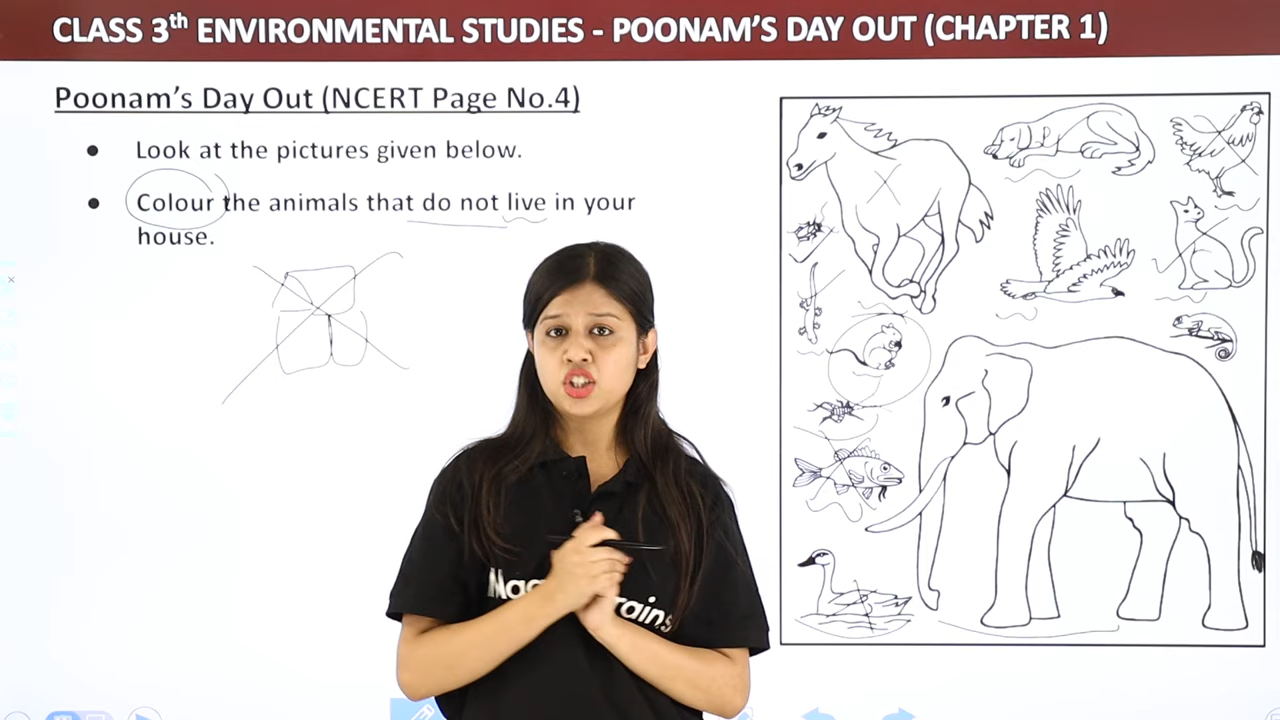 CLASS 3th ENVIRONMENTAL STUDIES - POONAM'S DAY OUT (CHAPTER 1)
Poonam's Day Out (NCERT Page No.4)
● Look at the pictures given below.
● Colour the animals that do not live in your
house.